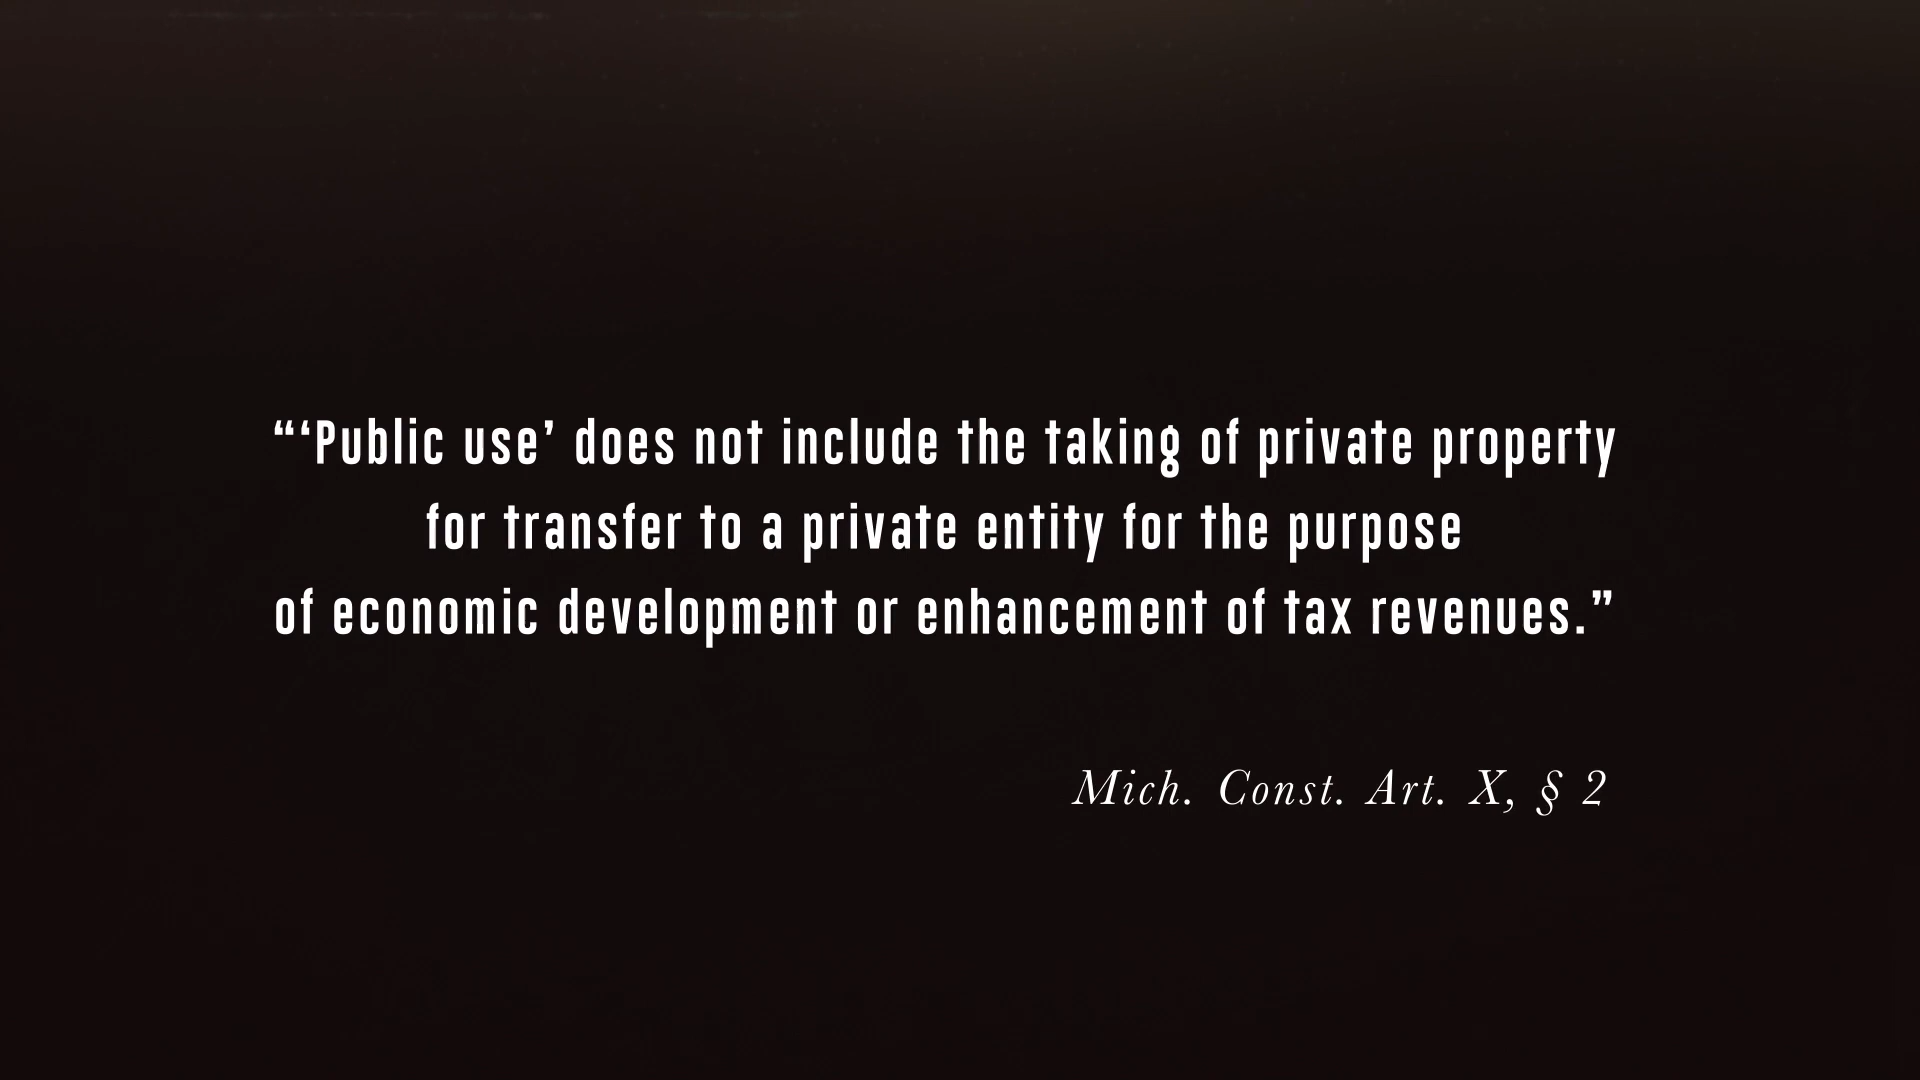 “‘Public use’ does not include the taking of private property
for transfer to a private entity for the purpose
of economic development or enhancement of tax revenues.”
Mich. Const. Art. X, § 2